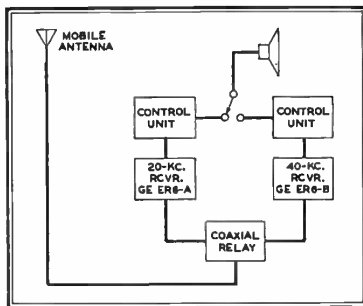 MOBILE
ANTENNA
CONTROL
UNIT
CONTROL
UNIT
20-KC.
RCVR.
GE ER6-A
40-KC.
RCVR.
GE ER6-B
COAXIAL
RELAY